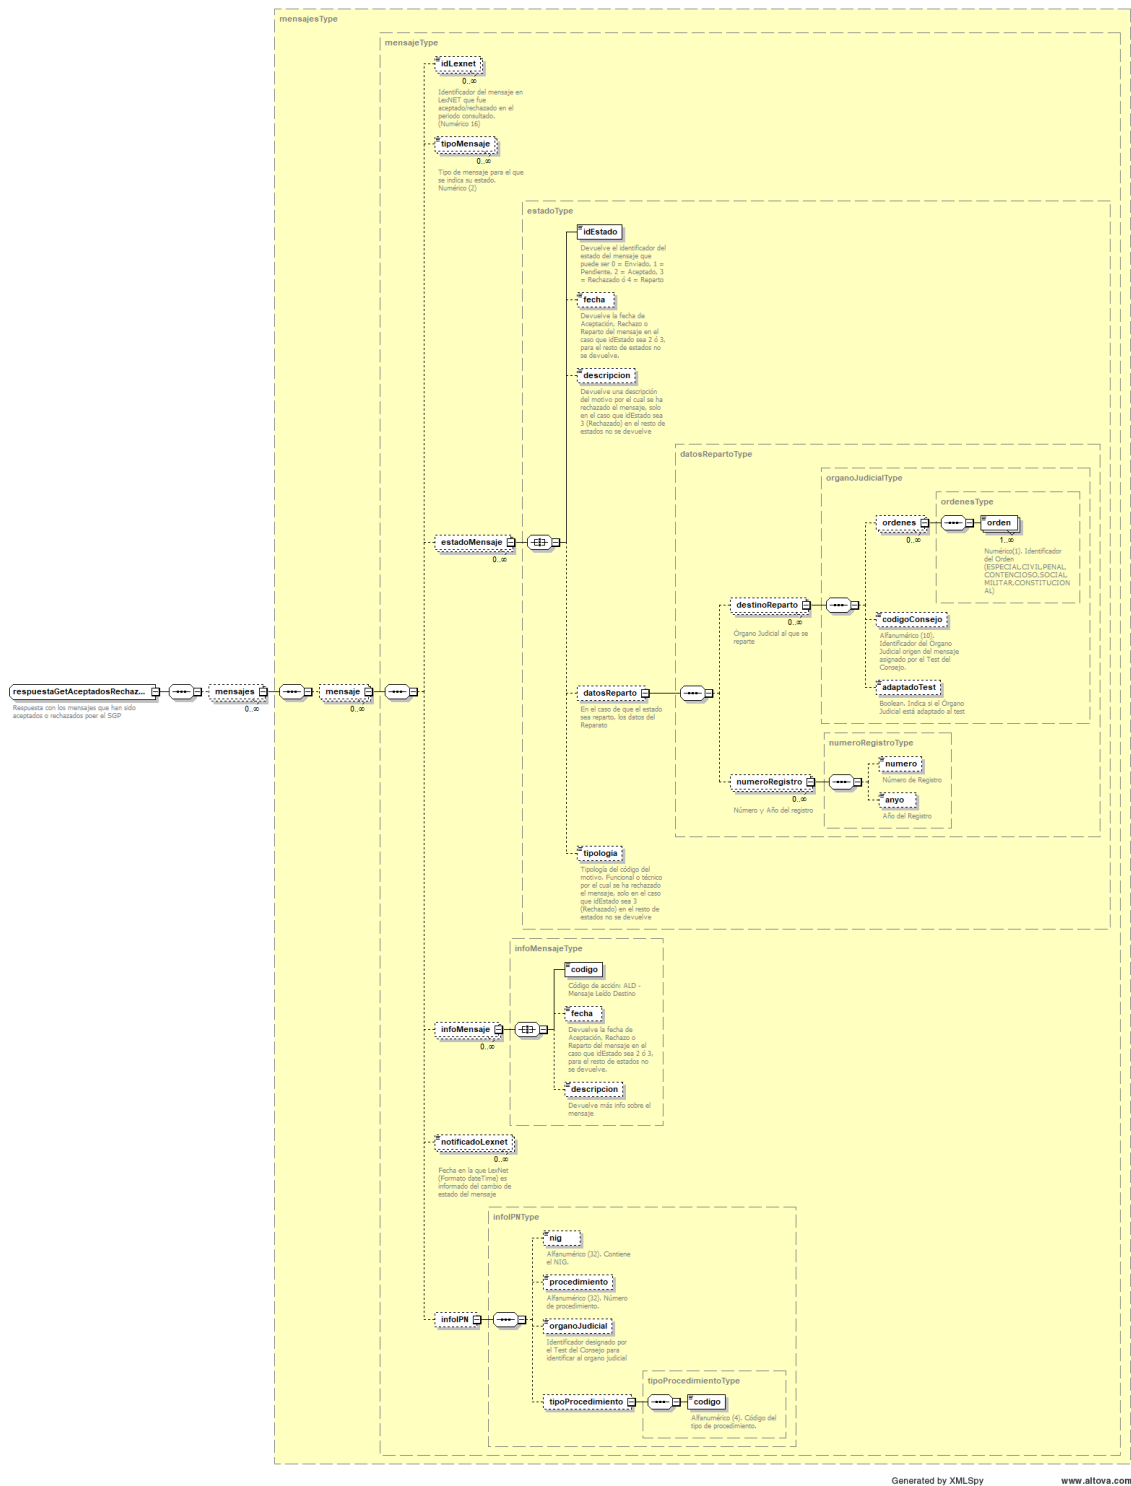 mensajesType
mensajeType
idLexnet
0..∞
Identificador del mensaje en
LexNET que fue
aceptado/rechazado en el
periodo consultado.
(Numérico 16)
tipoMensaje
0..∞
Tipo de mensaje para el que
se indica su estado.
Numérico (2)
estadoType
idEstado
Devuelve el identificador del
estado del mensaje que
puede ser 0 = Enviado, 1 =
Pendiente, 2 = Aceptado, 3
= Rechazado ó 4 = Reparto
fecha
Devuelve la fecha de
Aceptación, Rechazo o
Reparto del mensaje en el
caso que idEstado sea 2 ó 3,
para el resto de estados no
se devuelve.
descripcion
Devuelve una descripción
del motivo por el cual se ha
rechazado el mensaje, solo
en el caso que idEstado sea
3 (Rechazado) en el resto de
estados no se devuelve
datosRepartoType
organoJudicialType
ordenesType
ordenes
0..∞
orden
1..∞
Numérico(1). Identificador
del Orden
(ESPECIAL,CIVIL,PENAL,
CONTENCIOSO,SOCIAL,
MILITAR,CONSTITUCION
AL)
estadoMensaje
0..∞
destinoReparto
0..∞
Órgano Judicial al que se
reparte
codigoConsejo
Alfanumérico (10).
Identificador del Organo
Judicial origen del mensaje
asignado por el Test del
Consejo.
adaptadoTest
Boolean. Indica si el Órgano
Judicial está adaptado al test
respuestaGetAceptadosRechaz...
Respuesta con los mensajes que han sido
aceptados o rechazados poer el SGP
mensajes
0..∞
mensaje
0..∞
datosReparto
En el caso de que el estado
sea reparto, los datos del
Reparato
numeroRegistroType
numeroRegistro
0..∞
Número y Año del registro
numero
Número de Registro
anyo
Año del Registro
tipologia
Tipología del código del
motivo. Funcional o técnico
por el cual se ha rechazado
el mensaje, solo en el caso
que idEstado sea 3
(Rechazado) en el resto de
estados no se devuelve
infoMensajeType
codigo
Código de acción: ALD -
Mensaje Leído Destino
infoMensaje
0..∞
fecha
Devuelve la fecha de
Aceptación, Rechazo o
Reparto del mensaje en el
caso que idEstado sea 2 ó 3,
para el resto de estados no
se devuelve.
descripcion
Devuelve más info sobre el
mensaje
notificadoLexnet
0..∞
Fecha en la que LexNet
(Formato dateTime) es
informado del cambio de
estado del mensaje
infoIPNType
nig
Alfanumérico (32). Contiene
el NIG.
procedimiento
Alfanumérico (32). Número
de procedimiento.
infoIPN
organoJudicial
Identificador designado por
el Test del Consejo para
identificar al organo judicial
tipoProcedimientoType
tipoProcedimiento
codigo
Alfanumérico (4). Código del
tipo de procedimiento.
Generated by XMLSpy
www.altova.com